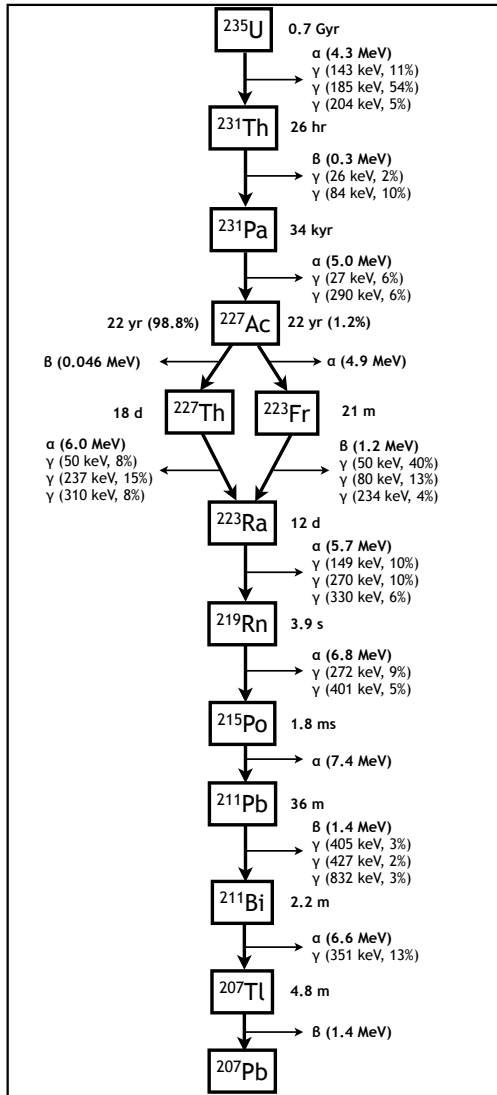 ²³⁵U 0.7 Gyr
α (4.3 MeV)
γ (143 keV, 11%)
γ (185 keV, 54%)
γ (204 keV, 5%)
²³¹Th 26 hr
ß (0.3 MeV)
γ (26 keV, 2%)
γ (84 keV, 10%)
²³¹Pa 34 kyr
α (5.0 MeV)
γ (27 keV, 6%)
γ (290 keV, 6%)
22 yr (98.8%) ²²⁷Ac 22 yr (1.2%)
ß (0.046 MeV) α (4.9 MeV)
18 d ²²⁷Th ²²³Fr 21 m
α (6.0 MeV)
γ (50 keV, 8%)
γ (237 keV, 15%)
γ (310 keV, 8%)
ß (1.2 MeV)
γ (50 keV, 40%)
γ (80 keV, 13%)
γ (234 keV, 4%)
²²³Ra 12 d
α (5.7 MeV)
γ (149 keV, 10%)
γ (270 keV, 10%)
γ (330 keV, 6%)
²¹⁹Rn 3.9 s
α (6.8 MeV)
γ (272 keV, 9%)
γ (401 keV, 5%)
²¹⁵Po 1.8 ms
α (7.4 MeV)
²¹¹Pb 36 m
ß (1.4 MeV)
γ (405 keV, 3%)
γ (427 keV, 2%)
γ (832 keV, 3%)
²¹¹Bi 2.2 m
α (6.6 MeV)
γ (351 keV, 13%)
²⁰⁷Tl 4.8 m
ß (1.4 MeV)
²⁰⁷Pb